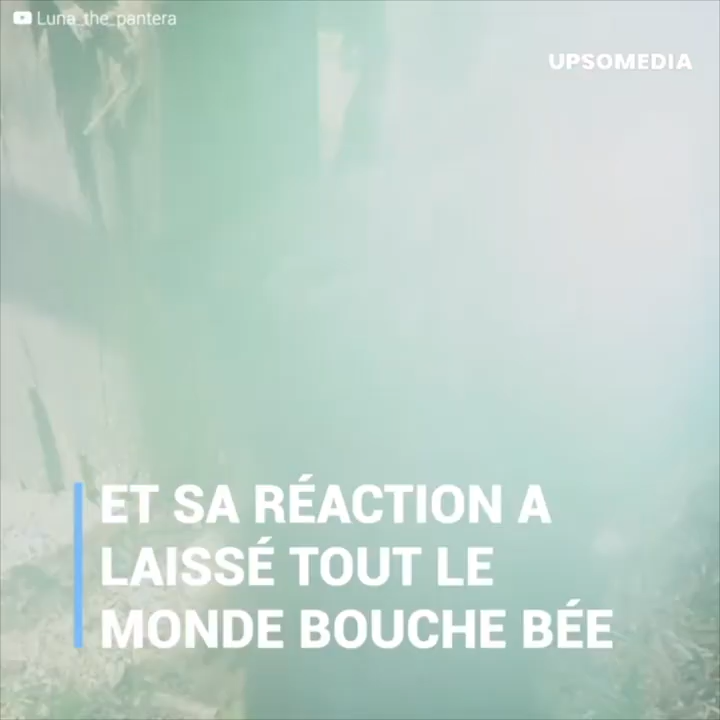 Luna_the_pantera
UPSOMEDIA
ET SA RÉACTION A
LAISSÉ TOUT LE
MONDE BOUCHE BÉE